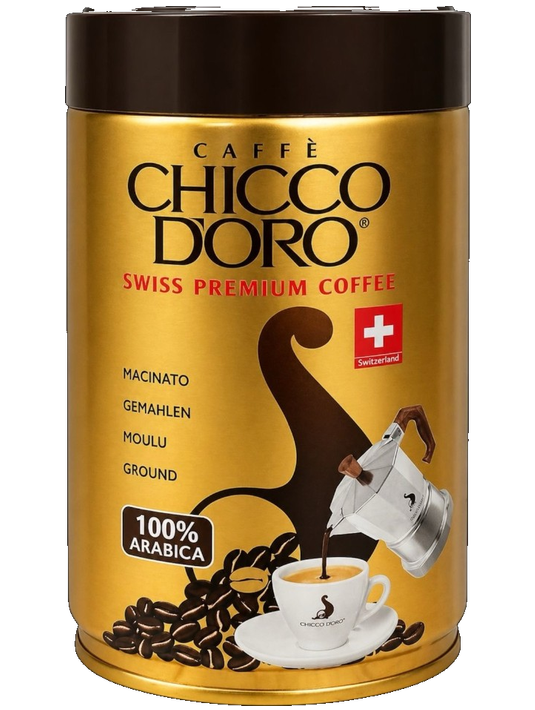 CAFFÈ
CHICCO
D'ORO®
SWISS PREMIUM COFFEE
Switzerland
MACINATO
GEMAHLEN
MOULU
GROUND
100%
ARABICA
CHICCO D'ORO®